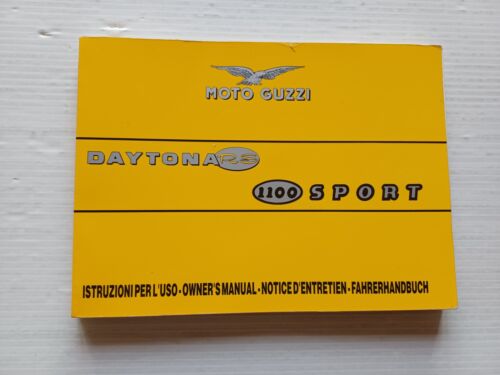 MOTO GUZZI
DAYTONA RS
1100 SPORT
ISTRUZIONI PER L'USO - OWNER'S MANUAL - NOTICE D'ENTRETIEN - FAHRERHANDBUCH